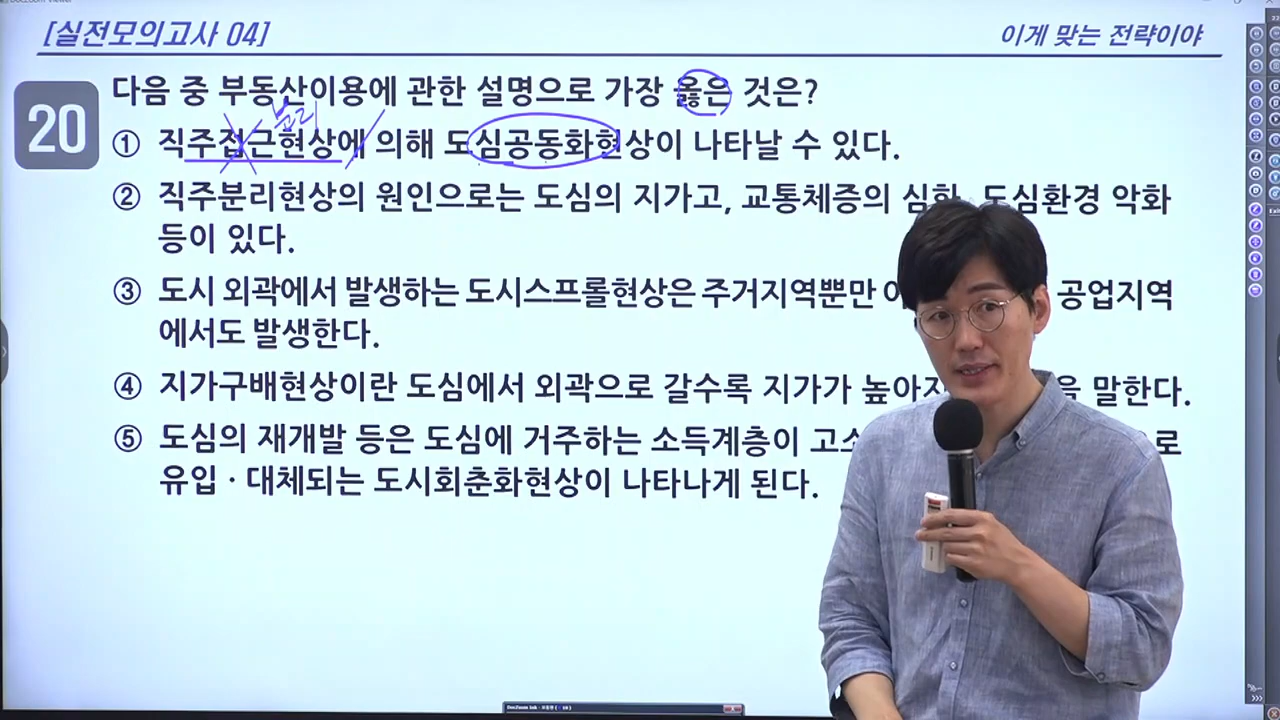 [실전모의고사 04]
이게 맞는 전략이야
20
다음 중 부동산이용에 관한 설명으로 가장 옳은 것은?
분리
① 직주접근현상에 의해 도심공동화현상이 나타날 수 있다.
② 직주분리현상의 원인으로는 도심의 지가고, 교통체증의 심화, 도심환경 악화
등이 있다.
③ 도시 외곽에서 발생하는 도시스프롤현상은 주거지역뿐만 공업지역
에서도 발생한다.
④ 지가구배현상이란 도심에서 외곽으로 갈수록 지가가 말한다.
⑤ 도심의 재개발 등은 도심에 거주하는 소득계층이
유입 · 대체되는 도시회춘화현상이 나타나게 된다.